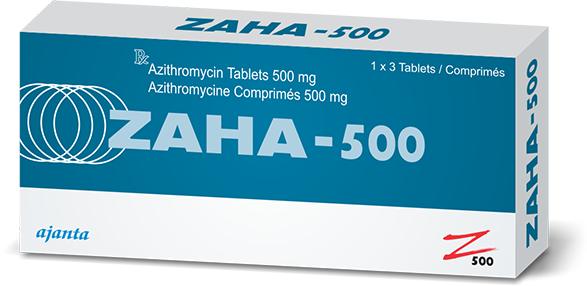 ZAHA - 500
Rx
Azithromycin Tablets 500 mg
Azithromycine Comprimés 500 mg
1 x 3 Tablets / Comprimés
ZAHA - 500
ajanta
Z
500
ZAHA - 500